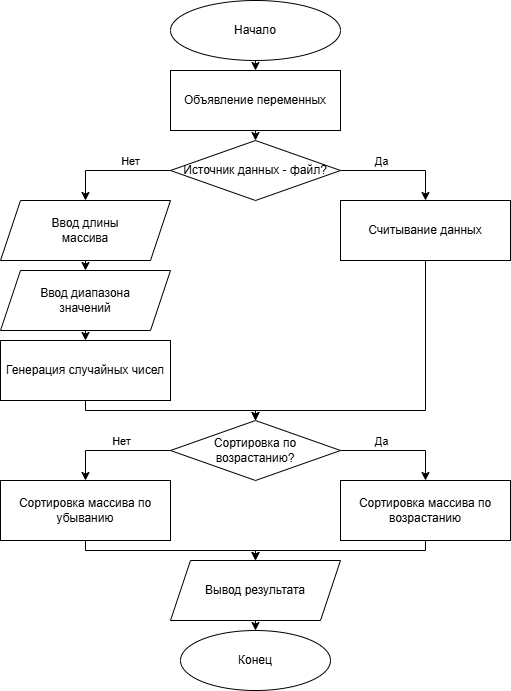 Начало
Объявление переменных
Источник данных - файл?
Нет
Да
Ввод длины
массива
Считывание данных
Ввод диапазона
значений
Генерация случайных чисел
Сортировка по
возрастанию?
Нет
Да
Сортировка массива по
убыванию
Сортировка массива по
возрастанию
Вывод результата
Конец